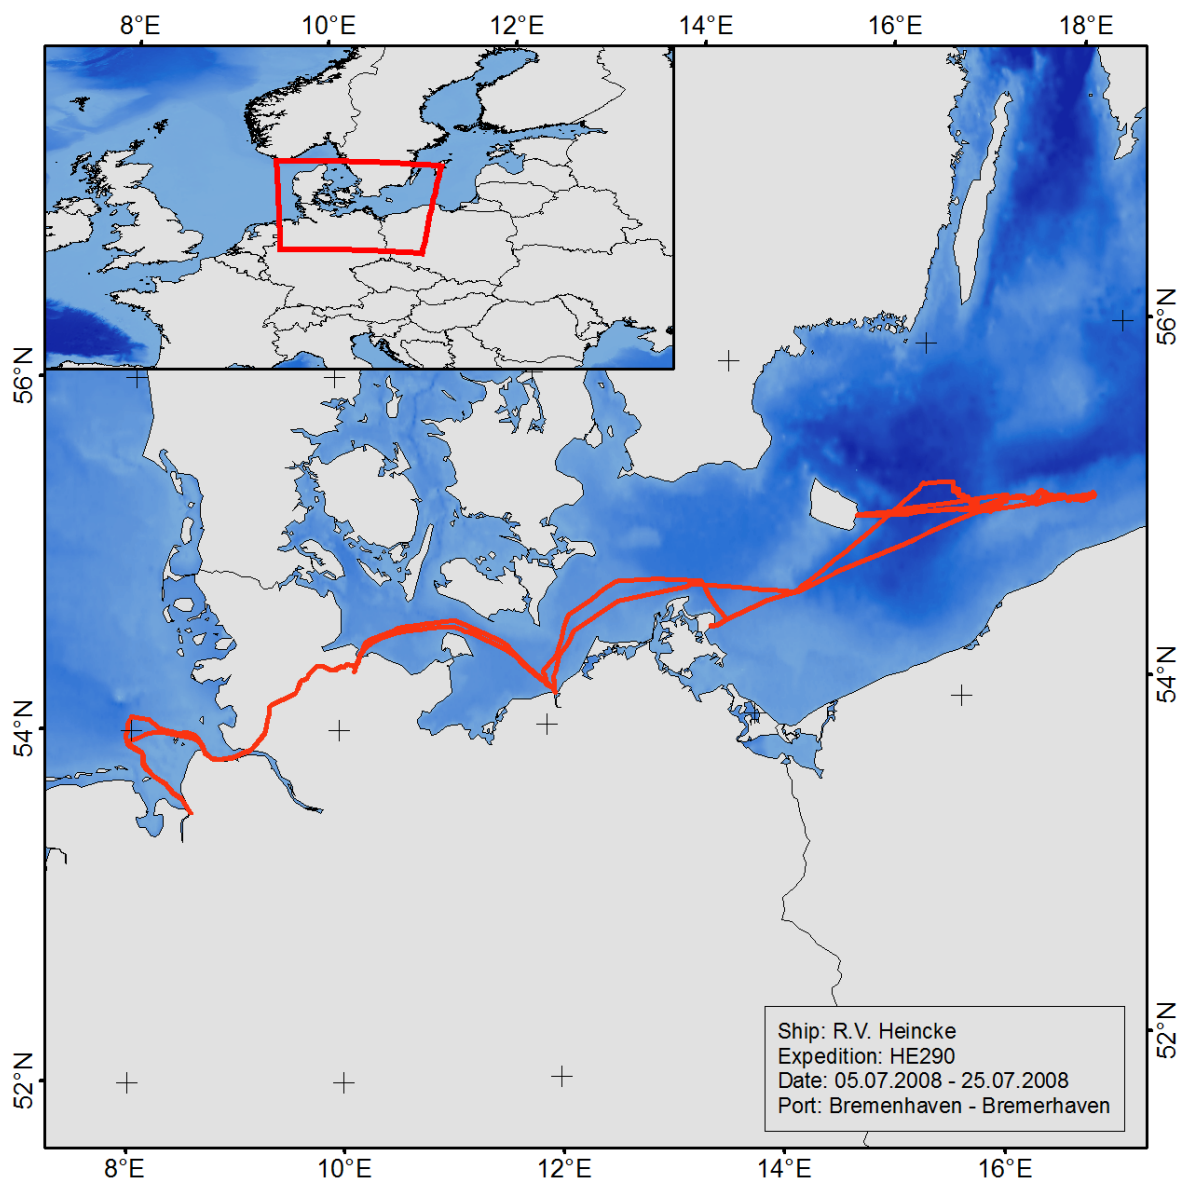 8°E 10°E 12°E 14°E 16°E 18°E
56°N
56°N
54°N
54°N
52°N
52°N
Ship: R.V. Heincke
Expedition: HE290
Date: 05.07.2008 - 25.07.2008
Port: Bremenhaven - Bremerhaven
8°E 10°E 12°E 14°E 16°E